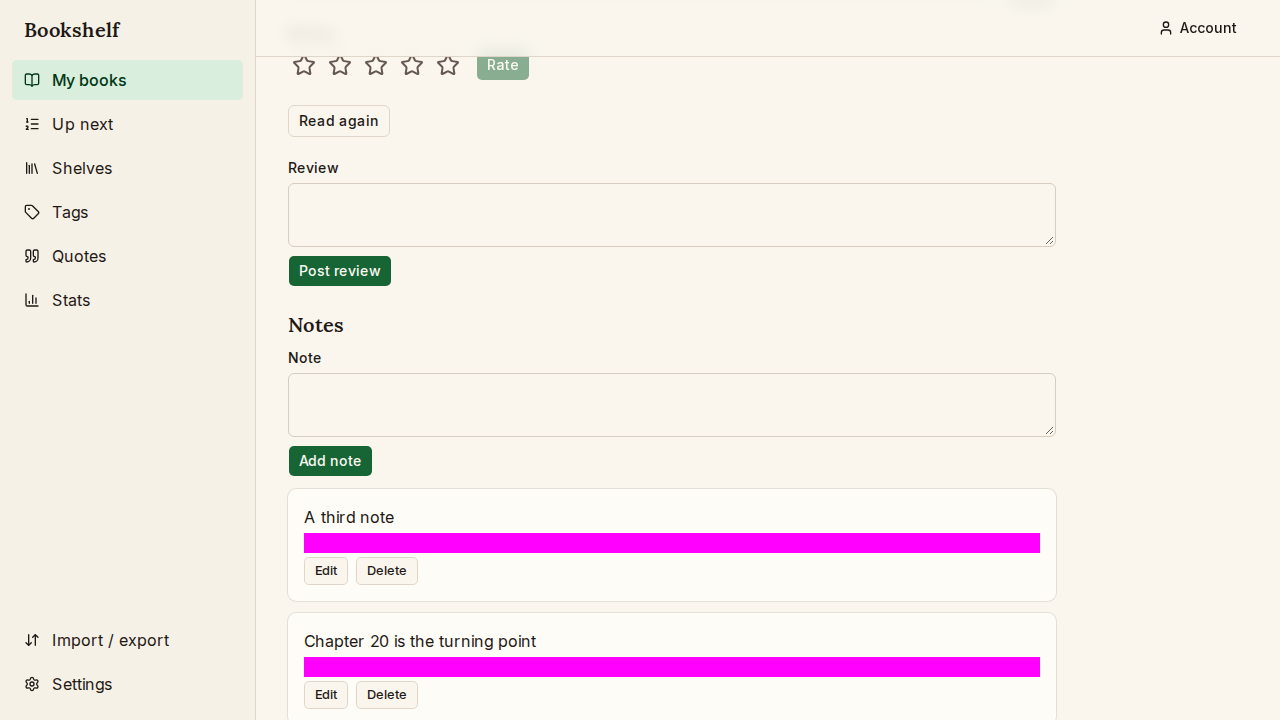 Bookshelf
Account
My books
Up next
Shelves
Tags
Quotes
Stats
Import / export
Settings
Rate
Read again
Review
Post review
Notes
Note
Add note
A third note
Edit Delete
Chapter 20 is the turning point
Edit Delete